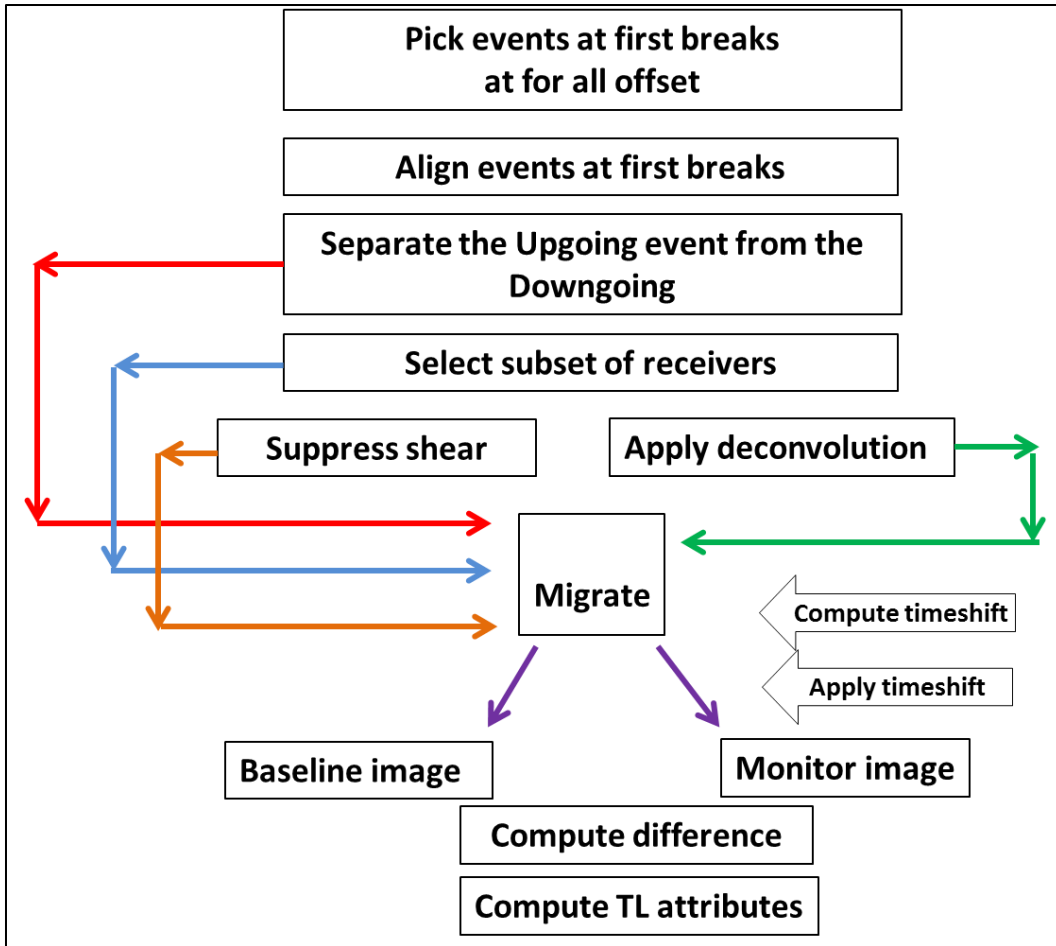 Pick events at first breaks
at for all offset
Align events at first breaks
Separate the Upgoing event from the
Downgoing
Select subset of receivers
Suppress shear
Apply deconvolution
Migrate
Compute timeshift
Apply timeshift
Baseline image
Monitor image
Compute difference
Compute TL attributes